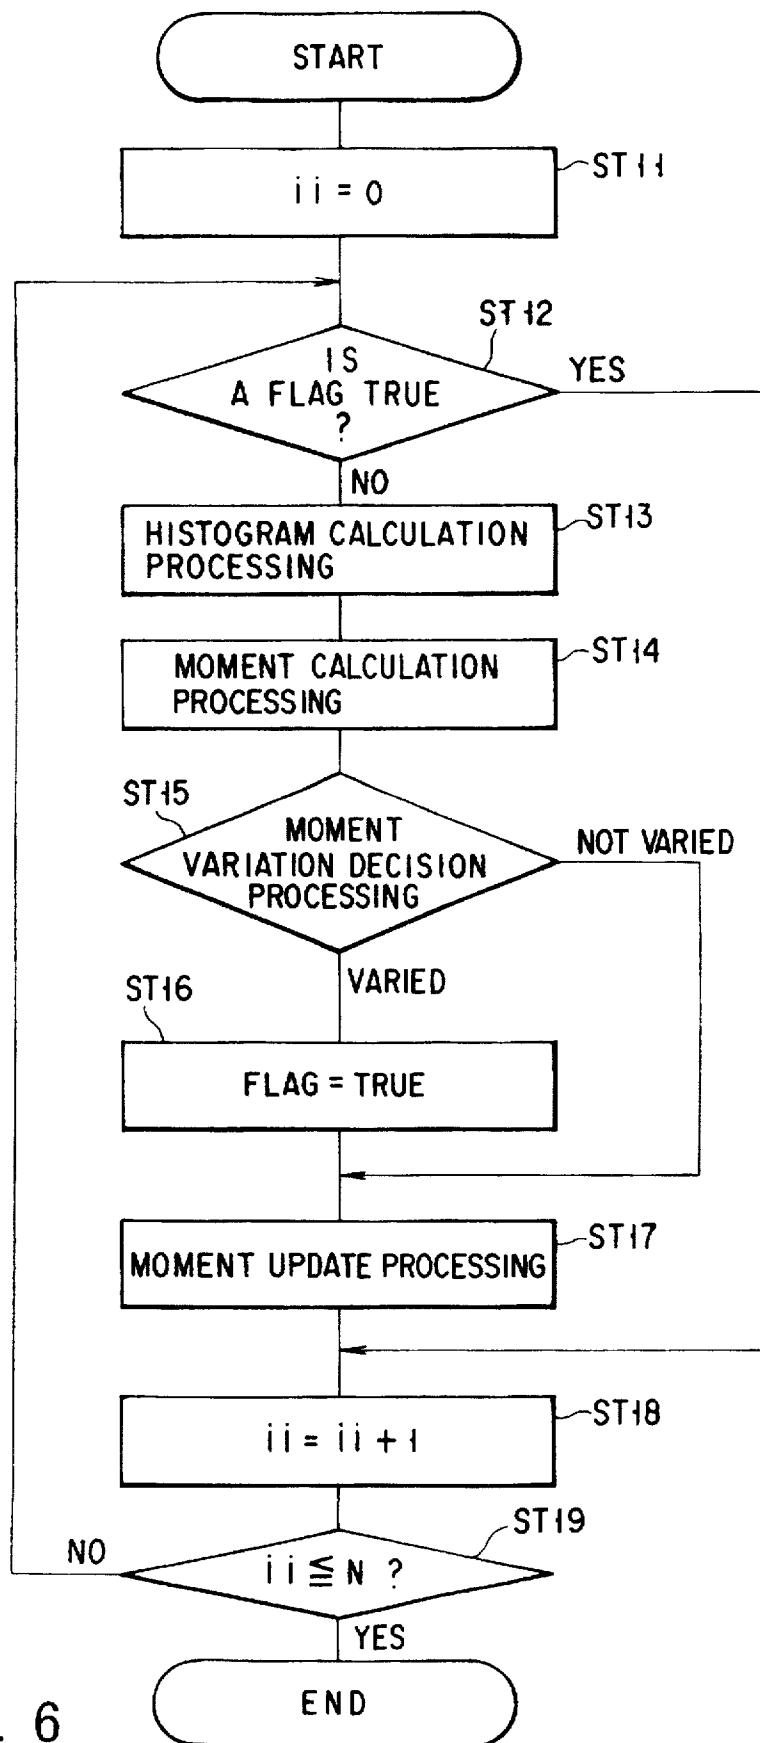 START
ii = 0
ST11
ST12
IS
A FLAG TRUE
?
YES
NO
HISTOGRAM CALCULATION
PROCESSING
ST13
MOMENT CALCULATION
PROCESSING
ST14
ST15
MOMENT
VARIATION DECISION
PROCESSING
NOT VARIED
VARIED
ST16
FLAG = TRUE
MOMENT UPDATE PROCESSING
ST17
ii = ii + 1
ST18
ST19
NO
ii ≦ N ?
YES
END
. 6